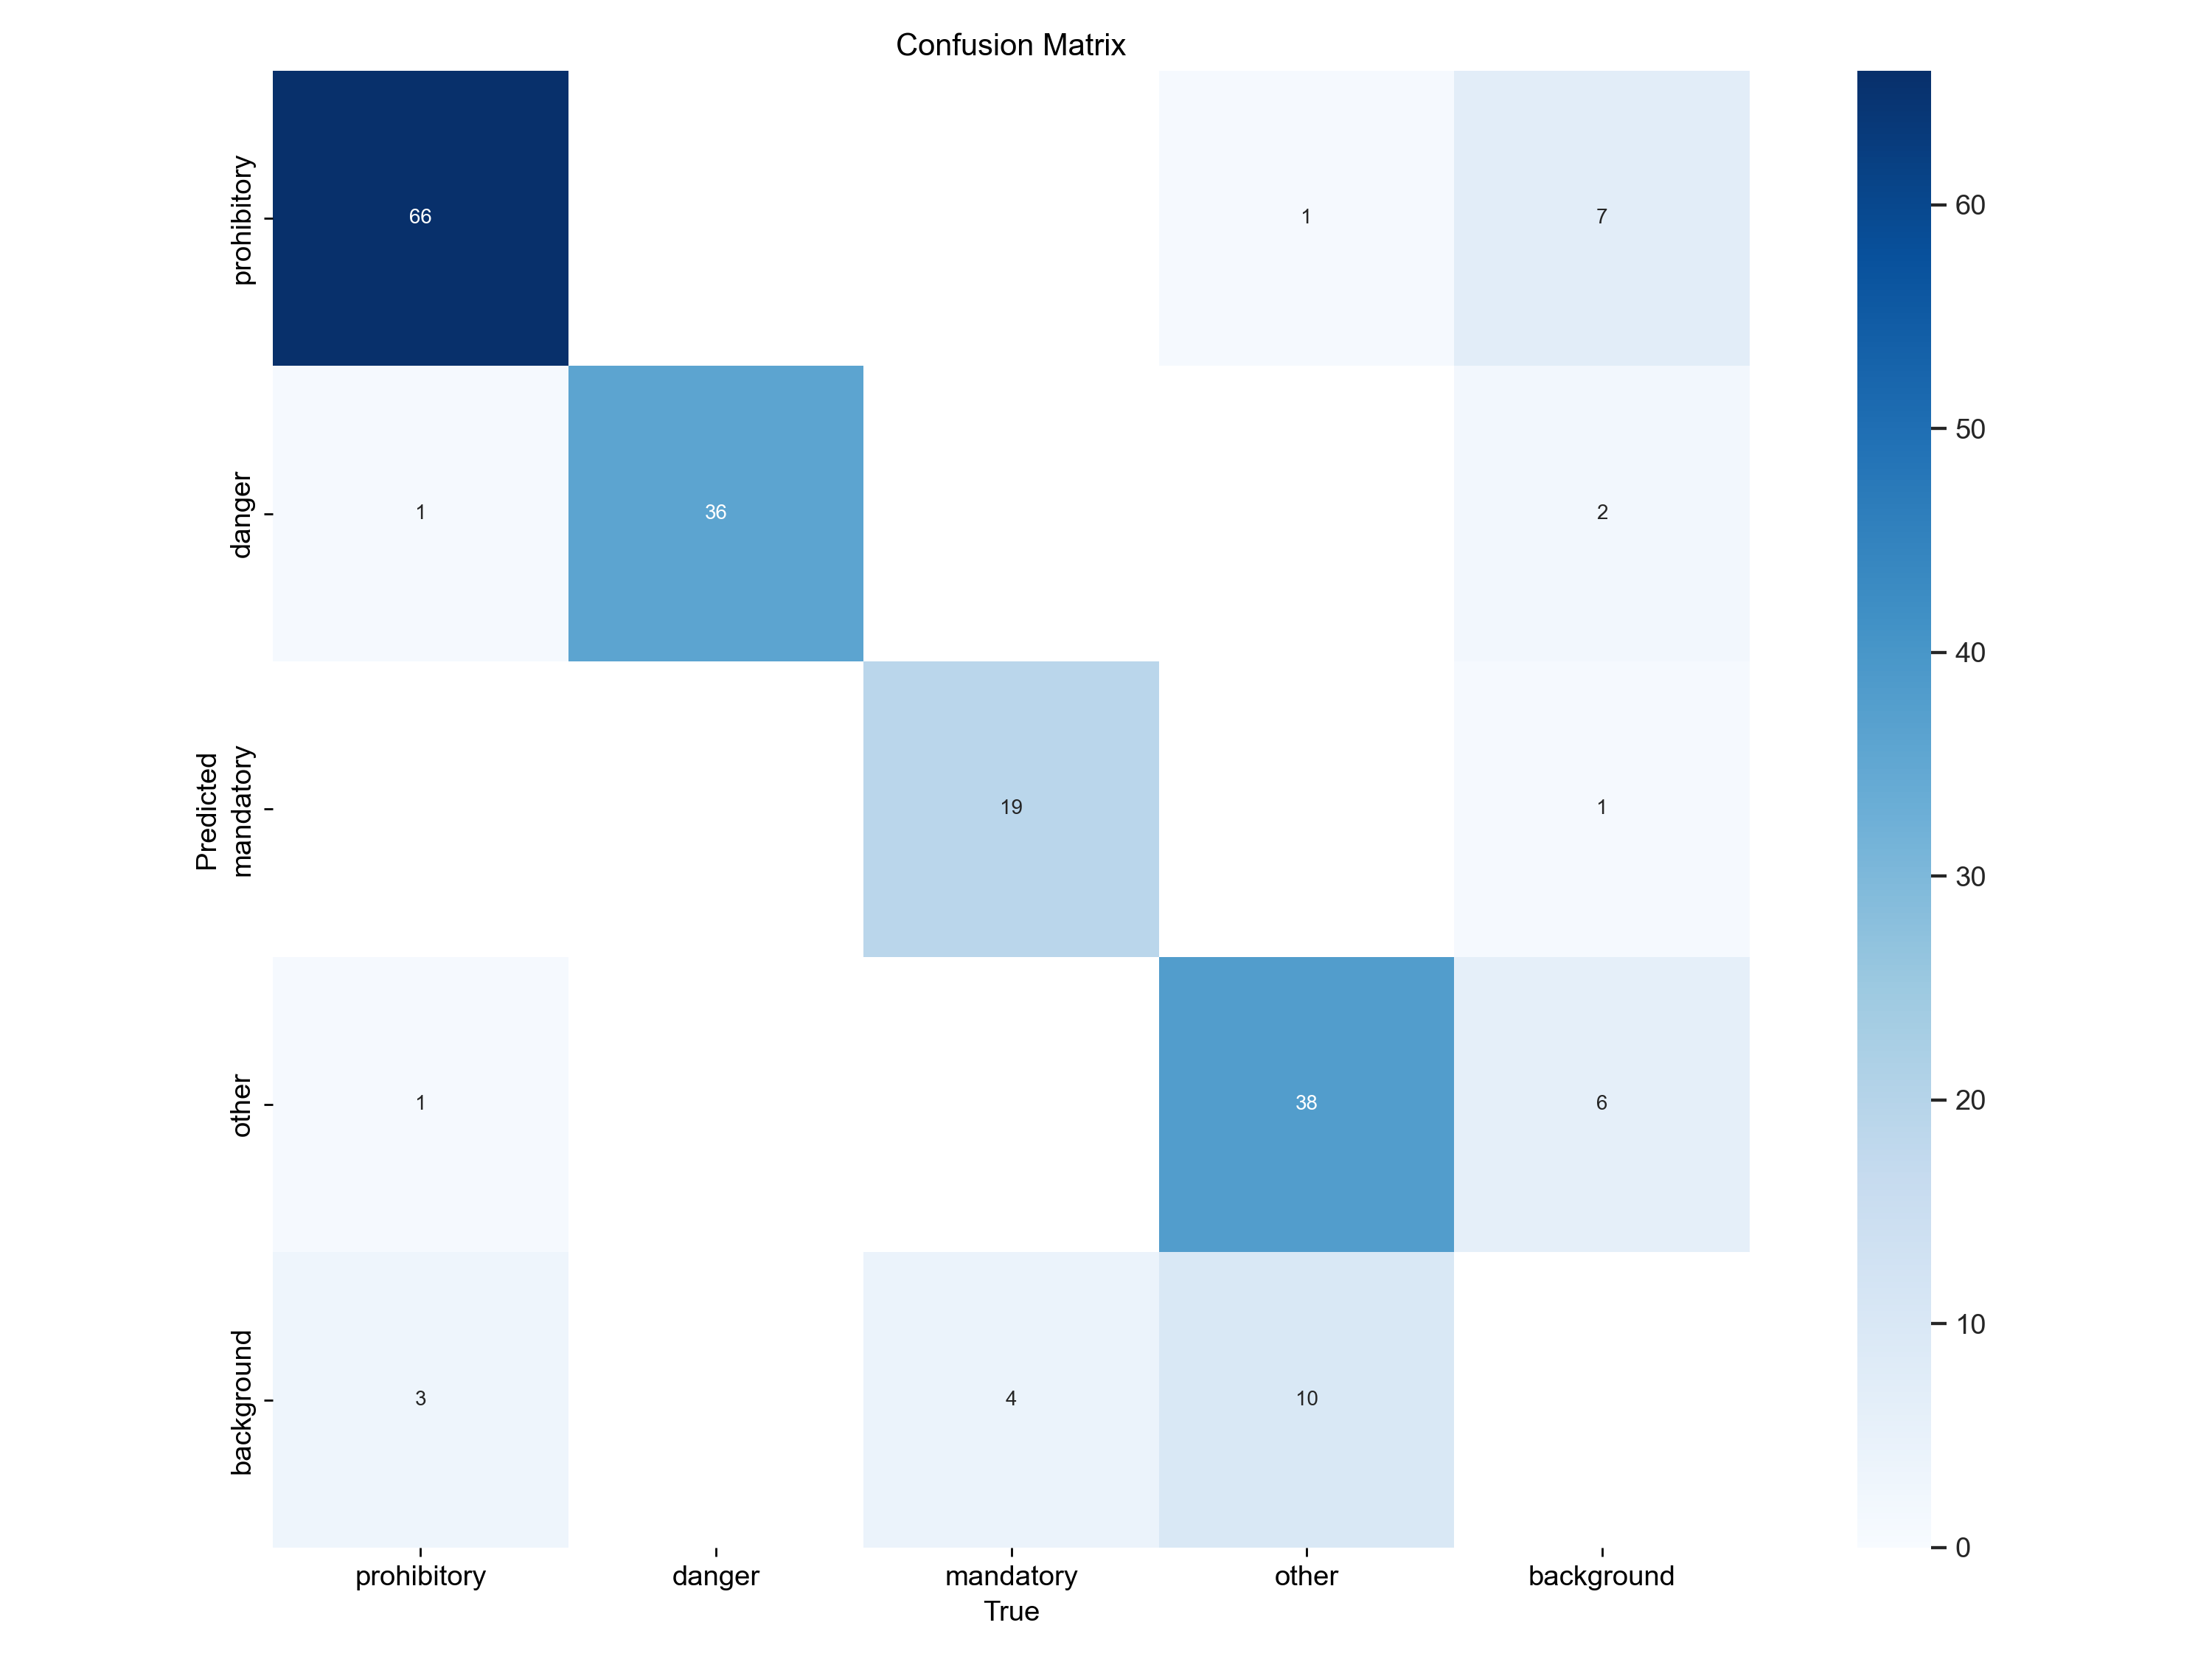 Confusion Matrix
prohibitory
66
1
7
60
50
danger
1
36
2
40
Predicted
mandatory
19
1
30
other
1
38
6
20
background
3
4
10
10
0
prohibitory
danger
mandatory
other
background
True